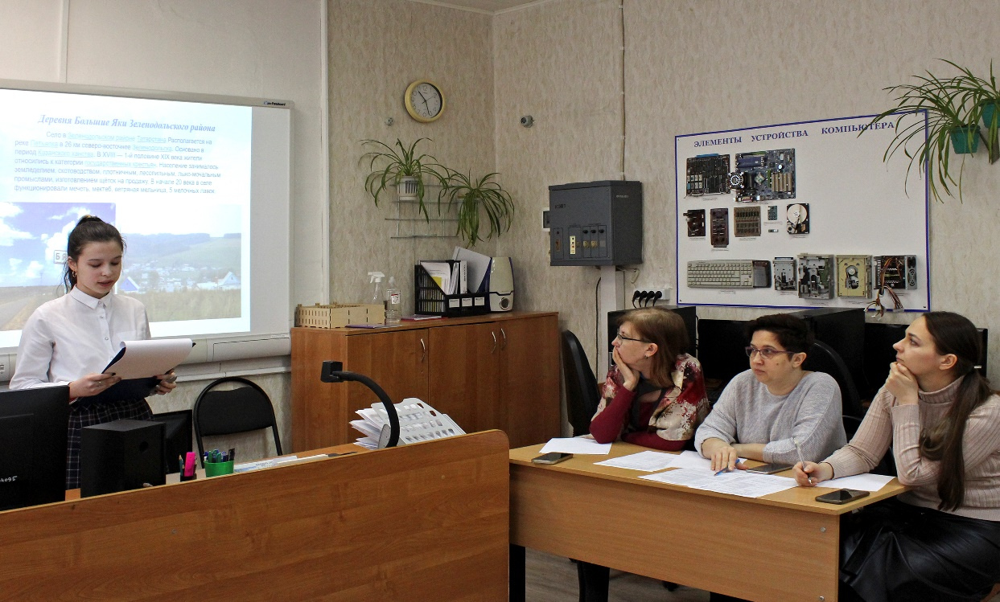 Деревня Большие Яки Зеленодольского района
Село в Зеленодольском районе Татарстана Располагается на
реке Петьялка в 26 км северо-восточнее Зеленодольска. Основано в
период Казанского ханства. В XVIII — 1-й половине XIX века жители
относились к категории государственных крестьян. Население занималось
земледелием, скотоводством, плотничным, лесопильным, лыко-мочальным
промыслами, изготовлением щёток на продажу. В начале 20 века в селе
функционировали мечеть, мектеб, ветряная мельница, 5 мелочных лавок.
ЭЛЕМЕНТЫ УСТРОЙСТВА КОМПЬЮТЕРА